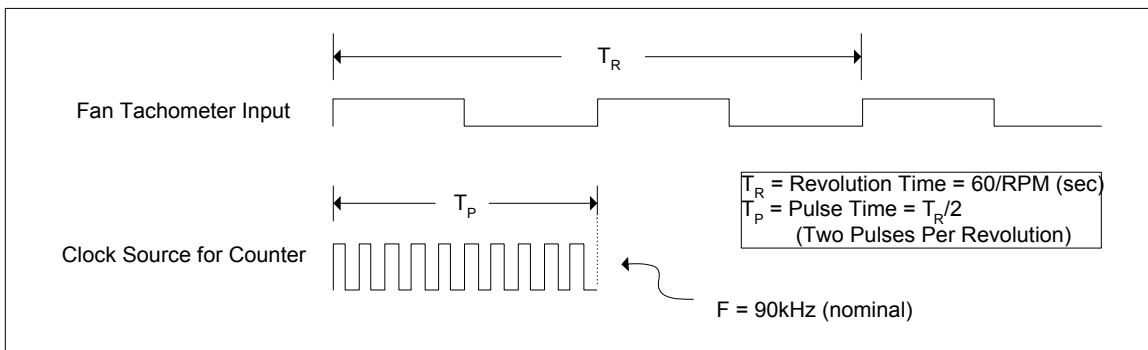 T_R
Fan Tachometer Input
T_R = Revolution Time = 60/RPM (sec)
T_P = Pulse Time = T_R/2
(Two Pulses Per Revolution)
T_P
Clock Source for Counter
F = 90kHz (nominal)